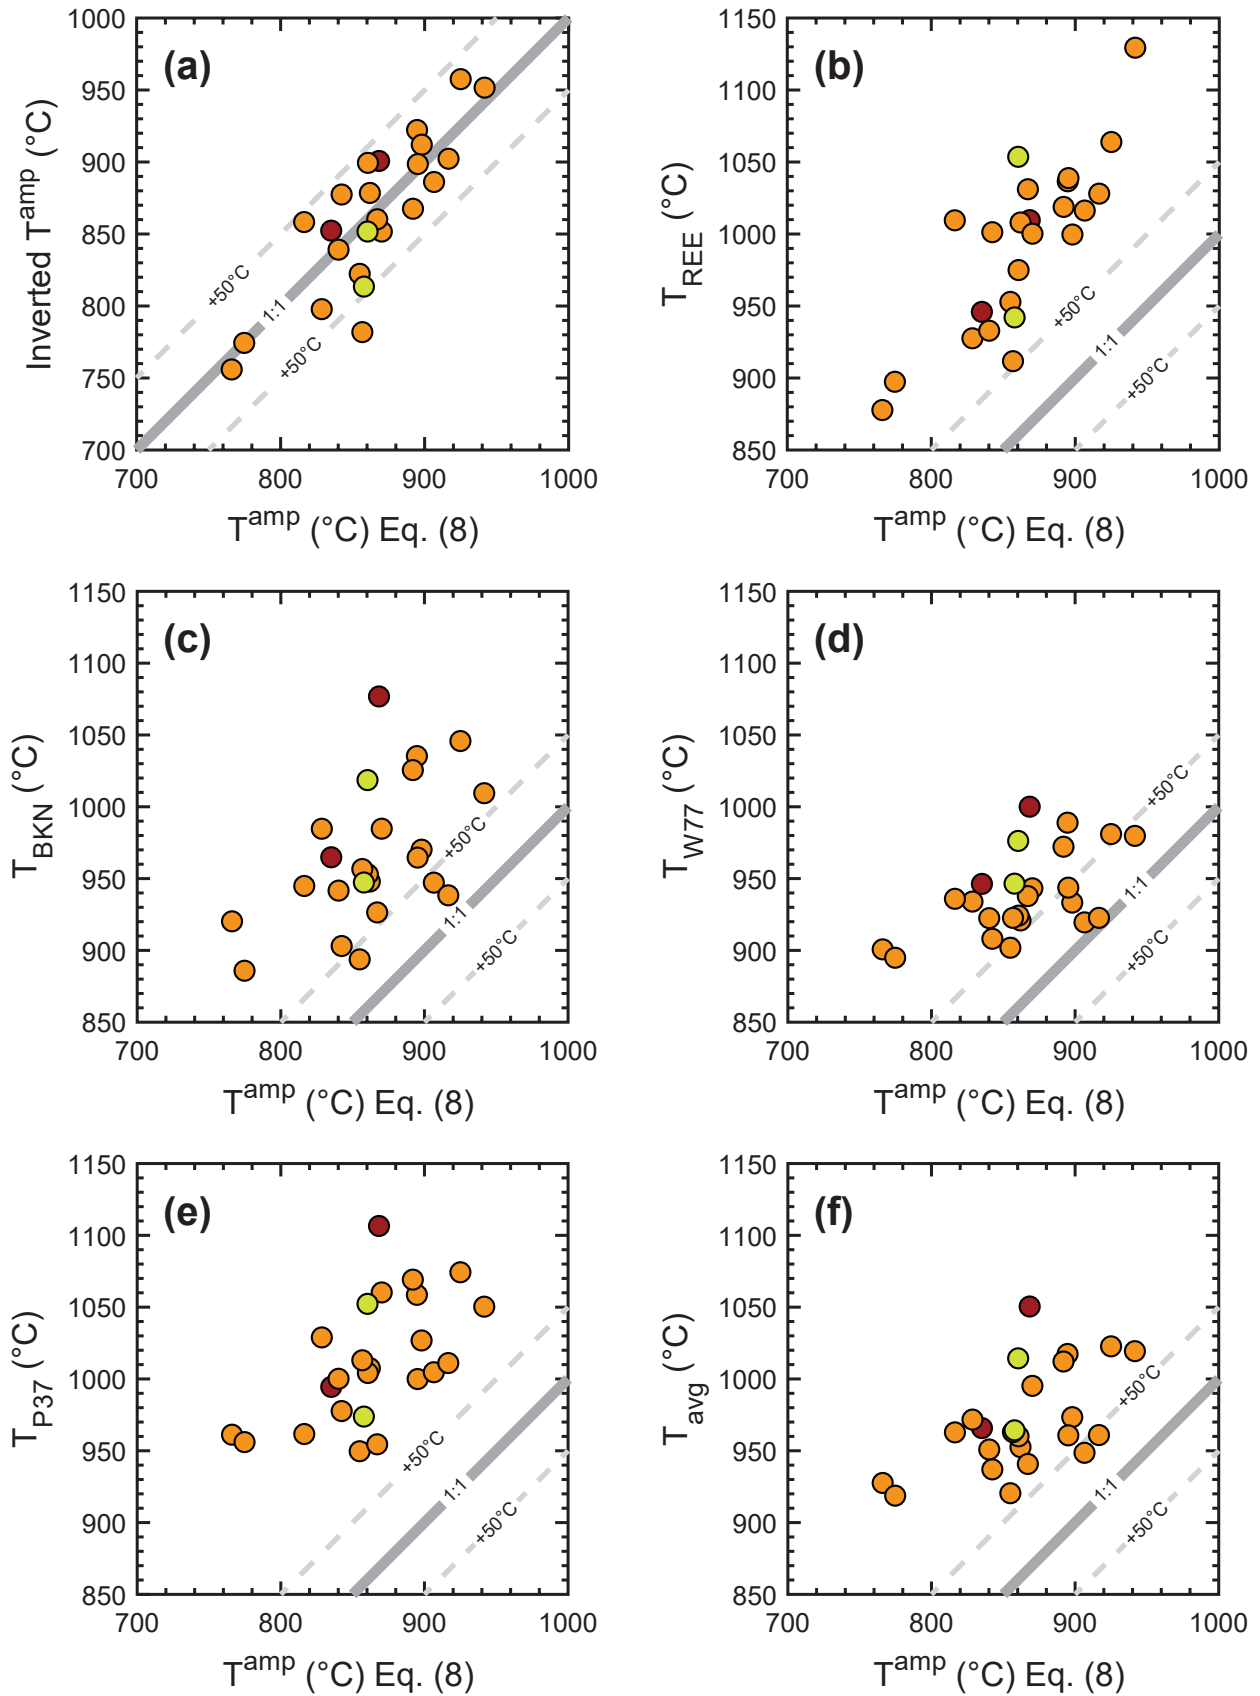 (a)
1000
950
900
850
800
750
700
Inverted T^amp (°C)
+50°C
1:1
+50°C
700
800
900
1000
T^amp (°C) Eq. (8)
(b)
1150
1100
1050
1000
950
900
850
T_REE (°C)
+50°C
1:1
+50°C
700
800
900
1000
T^amp (°C) Eq. (8)
(c)
1150
1100
1050
1000
950
900
850
T_BKN (°C)
+50°C
1:1
+50°C
700
800
900
1000
T^amp (°C) Eq. (8)
(d)
1150
1100
1050
1000
950
900
850
T_W77 (°C)
+50°C
1:1
+50°C
700
800
900
1000
T^amp (°C) Eq. (8)
(e)
1150
1100
1050
1000
950
900
850
T_P37 (°C)
+50°C
1:1
+50°C
700
800
900
1000
T^amp (°C) Eq. (8)
(f)
1150
1100
1050
1000
950
900
850
T_avg (°C)
+50°C
1:1
+50°C
700
800
900
1000
T^amp (°C) Eq. (8)